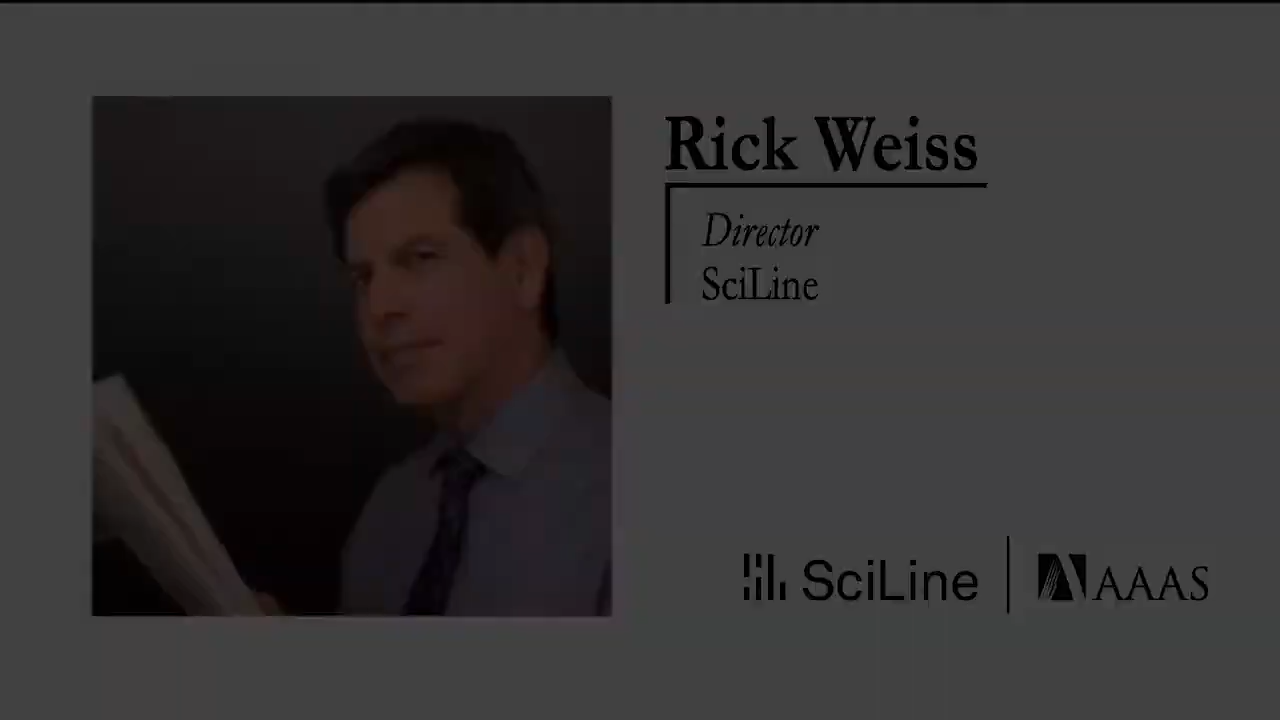 Rick Weiss
Director
SciLine
SciLine
AAAS